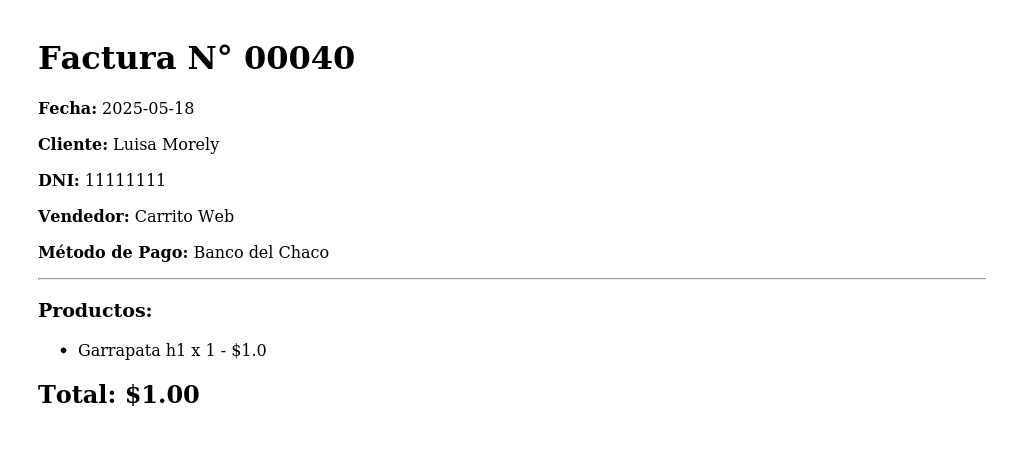 Factura N° 00040
Fecha: 2025-05-18
Cliente: Luisa Morely
DNI: 11111111
Vendedor: Carrito Web
Método de Pago: Banco del Chaco
Productos:
• Garrapata h1 x 1 - $1.0
Total: $1.00